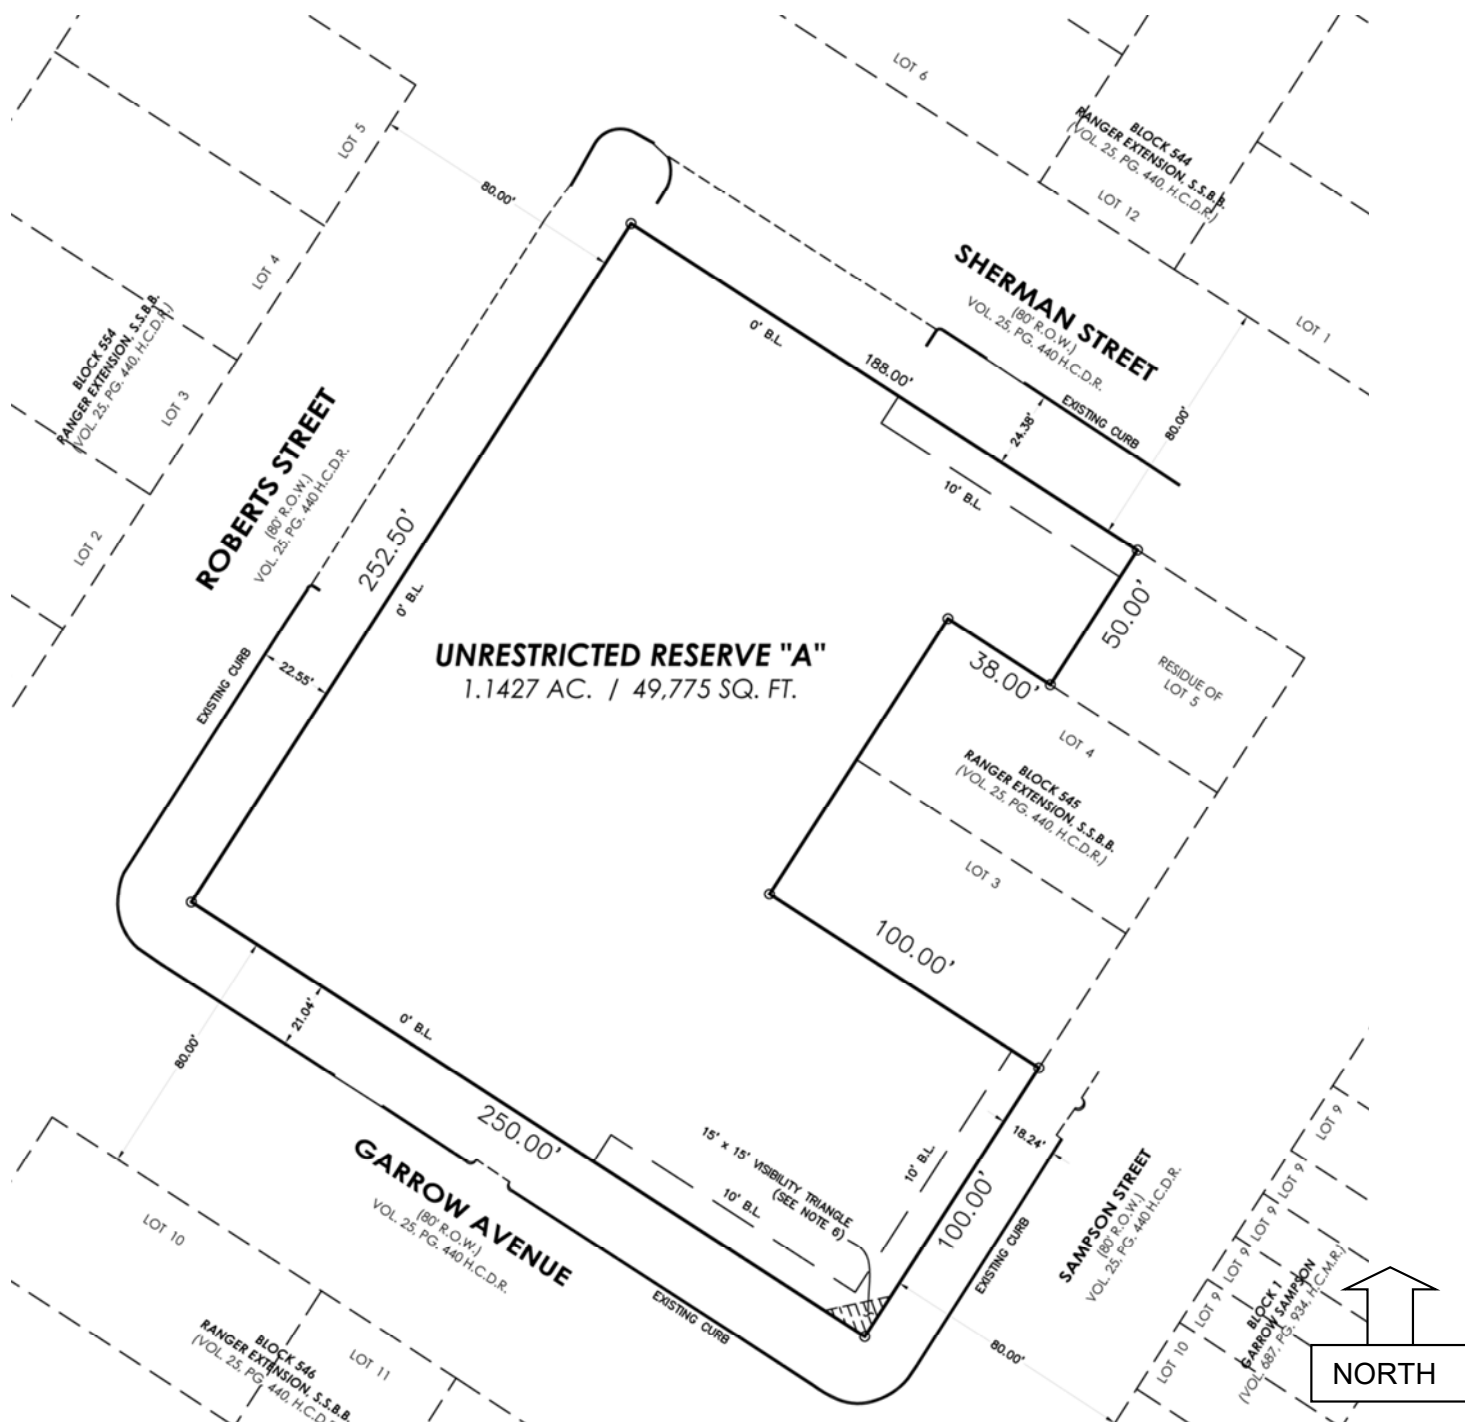 LOT 6
BLOCK 544
RANGER EXTENSION, S.S.B.B.
(VOL. 25, PG. 440, H.C.D.R.)
LOT 12
LOT 1
LOT 5
LOT 4
BLOCK 554
RANGER EXTENSION, S.S.B.B.
(VOL. 25, PG. 440, H.C.D.R.)
LOT 3
LOT 2
80.00'
SHERMAN STREET
(80' R.O.W.)
VOL. 25, PG. 440 H.C.D.R.
0' B.L.
188.00'
24.38'
EXISTING CURB
80.00'
10' B.L.
ROBERTS STREET
(80' R.O.W.)
VOL. 25, PG. 440 H.C.D.R.
252.50'
0' B.L.
EXISTING CURB
22.55'
UNRESTRICTED RESERVE "A"
1.1427 AC. / 49,775 SQ. FT.
50.00'
38.00'
RESIDUE OF
LOT 5
LOT 4
BLOCK 545
RANGER EXTENSION, S.S.B.B.
(VOL. 25, PG. 440, H.C.D.R.)
LOT 3
100.00'
0' B.L.
21.04'
80.00'
250.00'
15' x 15' VISIBILITY TRIANGLE
(SEE NOTE 6)
10' B.L.
10' B.L.
18.24'
100.00'
EXISTING CURB
SAMPSON STREET
(80' R.O.W.)
VOL. 25, PG. 440 H.C.D.R.
GARROW AVENUE
(80' R.O.W.)
VOL. 25, PG. 440 H.C.D.R.
EXISTING CURB
80.00'
LOT 10
BLOCK 546
RANGER EXTENSION, S.S.B.B.
(VOL. 25, PG. 440, H.C.D.
LOT 11
LOT 9
LOT 9
LOT 9
LOT 9
LOT 9
LOT 10
BLOCK 1
GARROW SAMPSON
(VOL. 687, PG. 934, H.C.M.R.)
NORTH